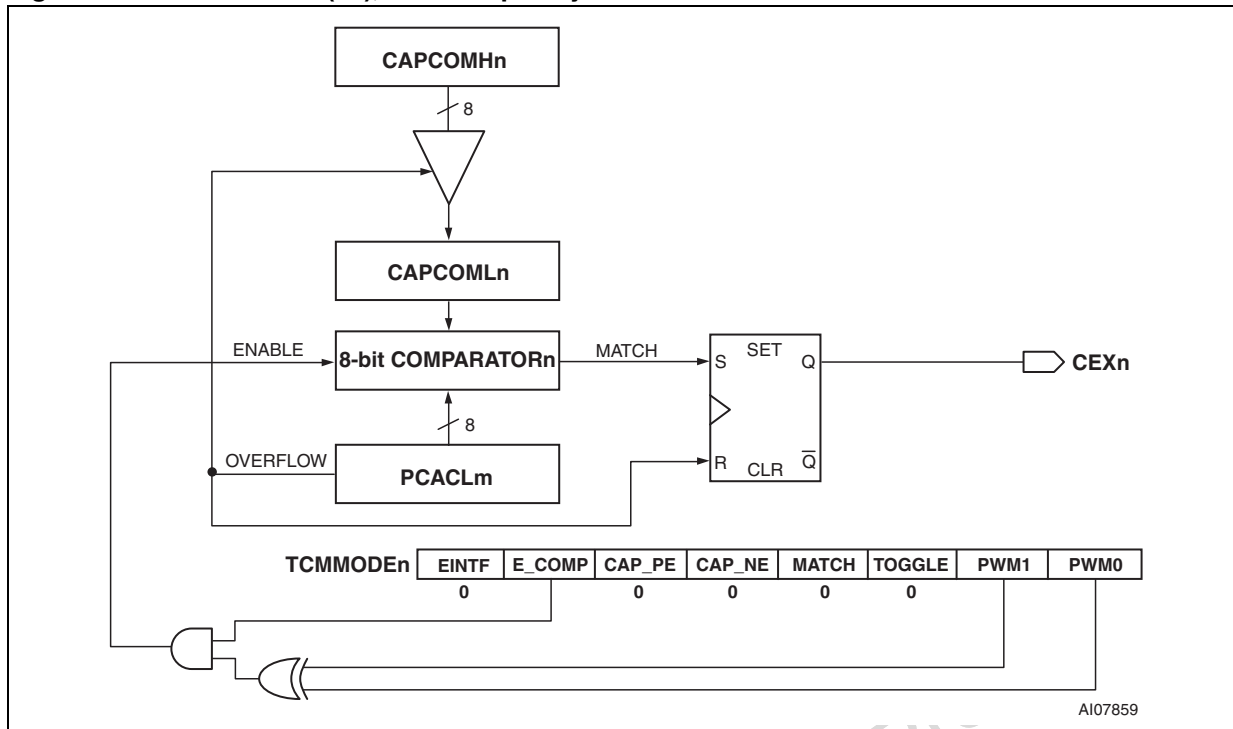 CAPCOMHn
8
CAPCOMLn
ENABLE
8-bit COMPARATORn
MATCH
S SET Q
CEXn
8
OVERFLOW
PCACLm
R CLR Q̅
TCMMODEn EINTF E_COMP CAP_PE CAP_NE MATCH TOGGLE PWM1 PWM0
0 0 0 0 0
AI07859